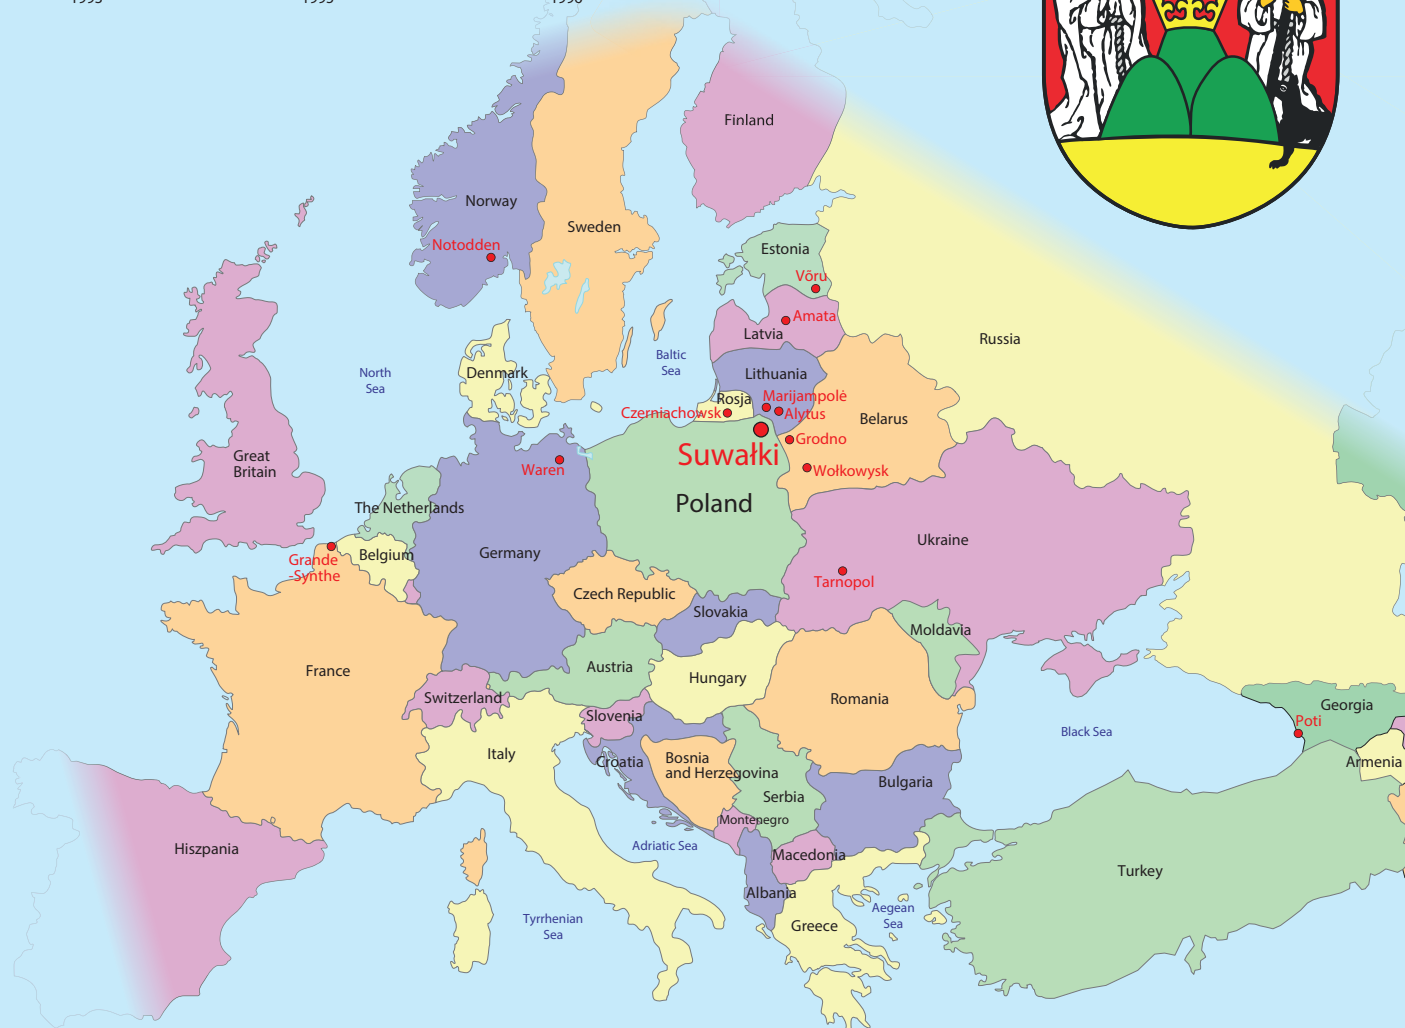 Finland
Norway
Sweden
Notodden
Estonia
Võru
Amata
Latvia
Russia
Baltic
Sea
North
Sea
Denmark
Lithuania
Rosja
Marijampolė
Alytus
Czerniachowsk
Belarus
Suwałki
Grodno
Wołkowysk
Waren
Great
Britain
Poland
The Netherlands
Ukraine
Germany
Belgium
Grande
-Synthe
Tarnopol
Czech Republic
Slovakia
Moldavia
Austria
France
Hungary
Switzerland
Romania
Georgia
Poti
Slovenia
Black Sea
Italy
Croatia
Bosnia
and Herzegovina
Armenia
Bulgaria
Serbia
Montenegro
Adriatic Sea
Hiszpania
Macedonia
Turkey
Albania
Aegean
Sea
Tyrrhenian
Sea
Greece